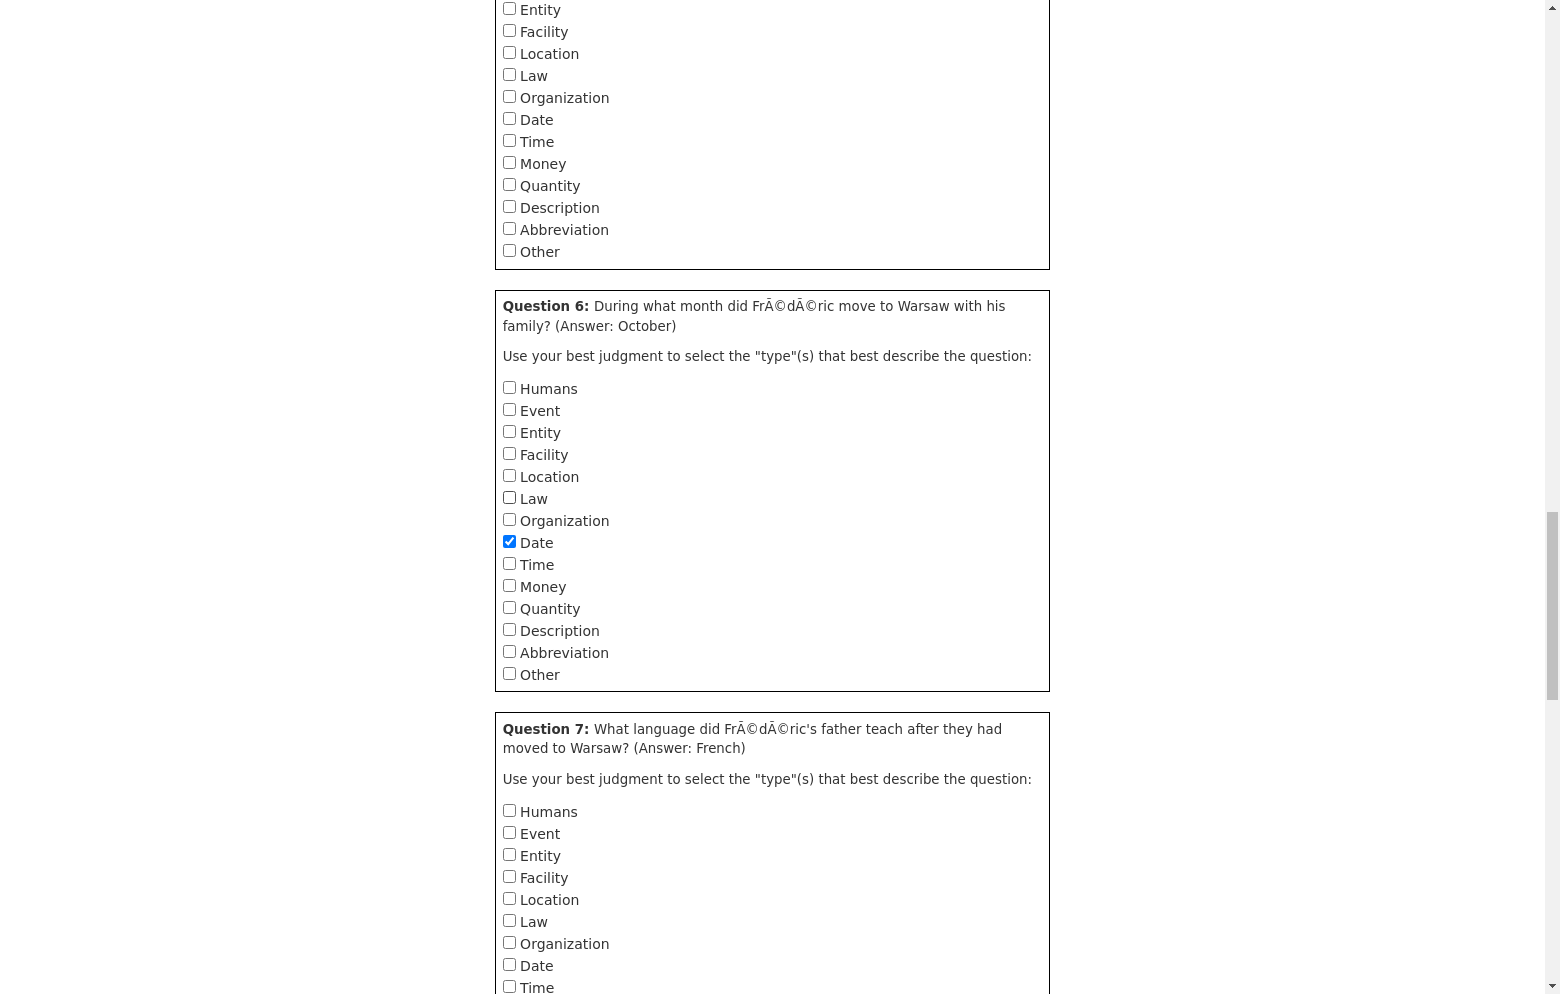 Entity
Facility
Location
Law
Organization
Date
Time
Money
Quantity
Description
Abbreviation
Other
Question 6: During what month did FrÃ©dÃ©ric move to Warsaw with his
family? (Answer: October)
Use your best judgment to select the "type"(s) that best describe the question:
Humans
Event
Entity
Facility
Location
Law
Organization
Date
Time
Money
Quantity
Description
Abbreviation
Other
Question 7: What language did FrÃ©dÃ©ric's father teach after they had
moved to Warsaw? (Answer: French)
Use your best judgment to select the "type"(s) that best describe the question:
Humans
Event
Entity
Facility
Location
Law
Organization
Date
Time